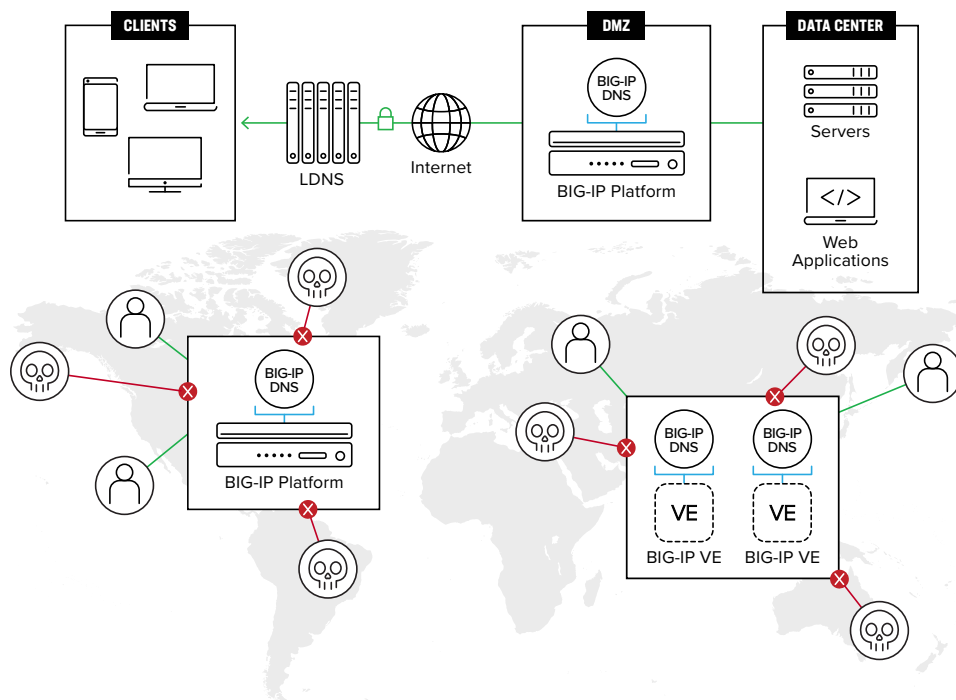 CLIENTS
DMZ
DATA CENTER
BIG-IP
DNS
Servers
LDNS
Internet
BIG-IP Platform
</>
Web
Applications
X
X
BIG-IP
DNS
BIG-IP Platform
X
X
X
BIG-IP
DNS
BIG-IP
DNS
VE
VE
BIG-IP VE
BIG-IP VE
X